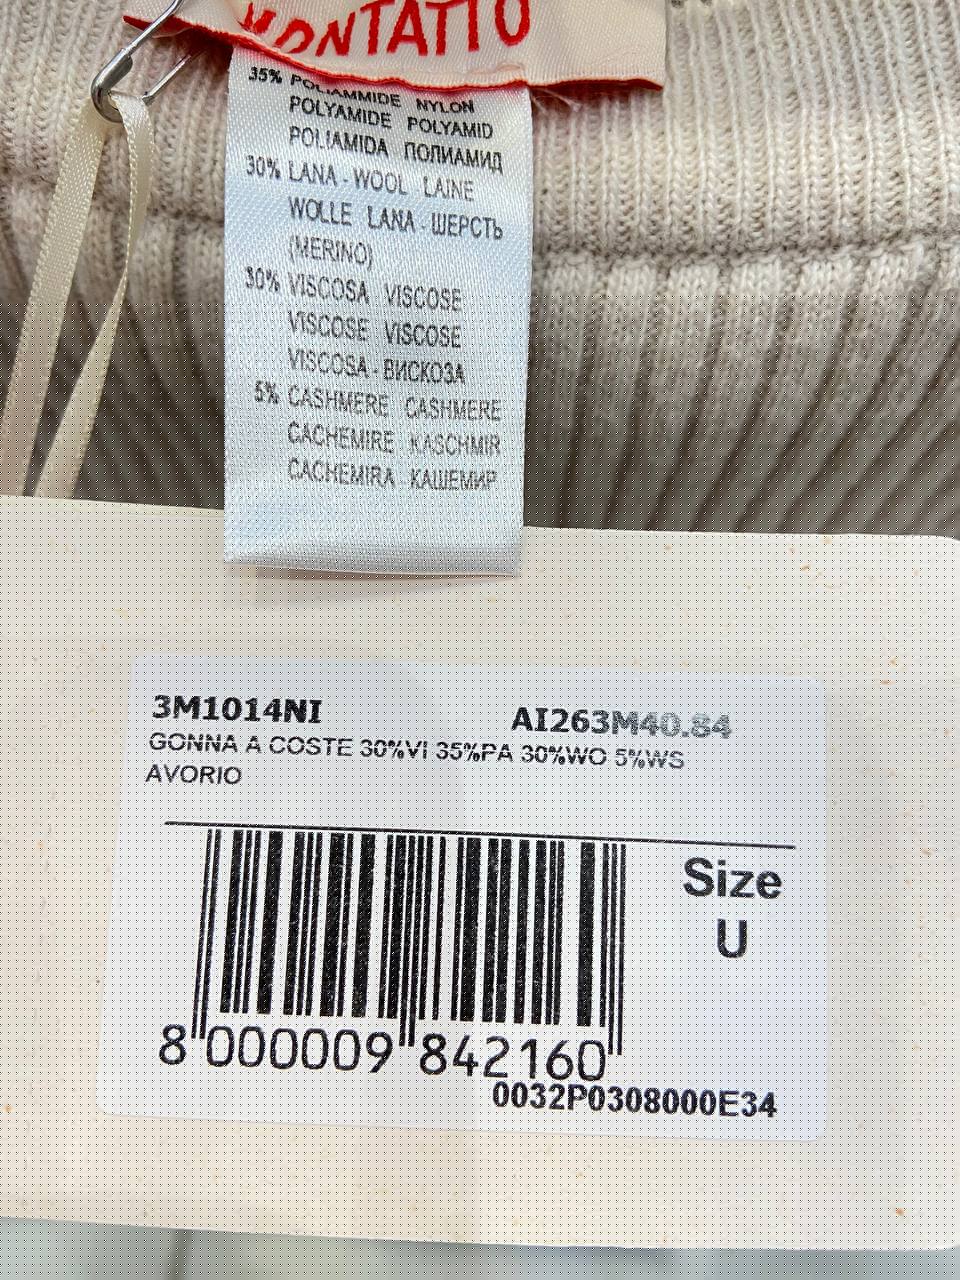 MONTATTO
35% POLIAMMIDE NYLON
POLYAMIDE POLYAMID
POLIAMIDA ПОЛИАМИД
30% LANA - WOOL LAINE
WOLLE LANA - ШЕРСТЬ
(MERINO)
30% VISCOSA VISCOSE
VISCOSE VISCOSE
VISCOSA - ВИСКОЗА
5% CASHMERE CASHMERE
CACHEMIRE KASCHMIR
CACHEMIRA КАШЕМИР
3M1014NI AI263M40.84
GONNA A COSTE 30%VI 35%PA 30%WO 5%WS
AVORIO
Size
U
8 000009 842160
0032P0308000E34